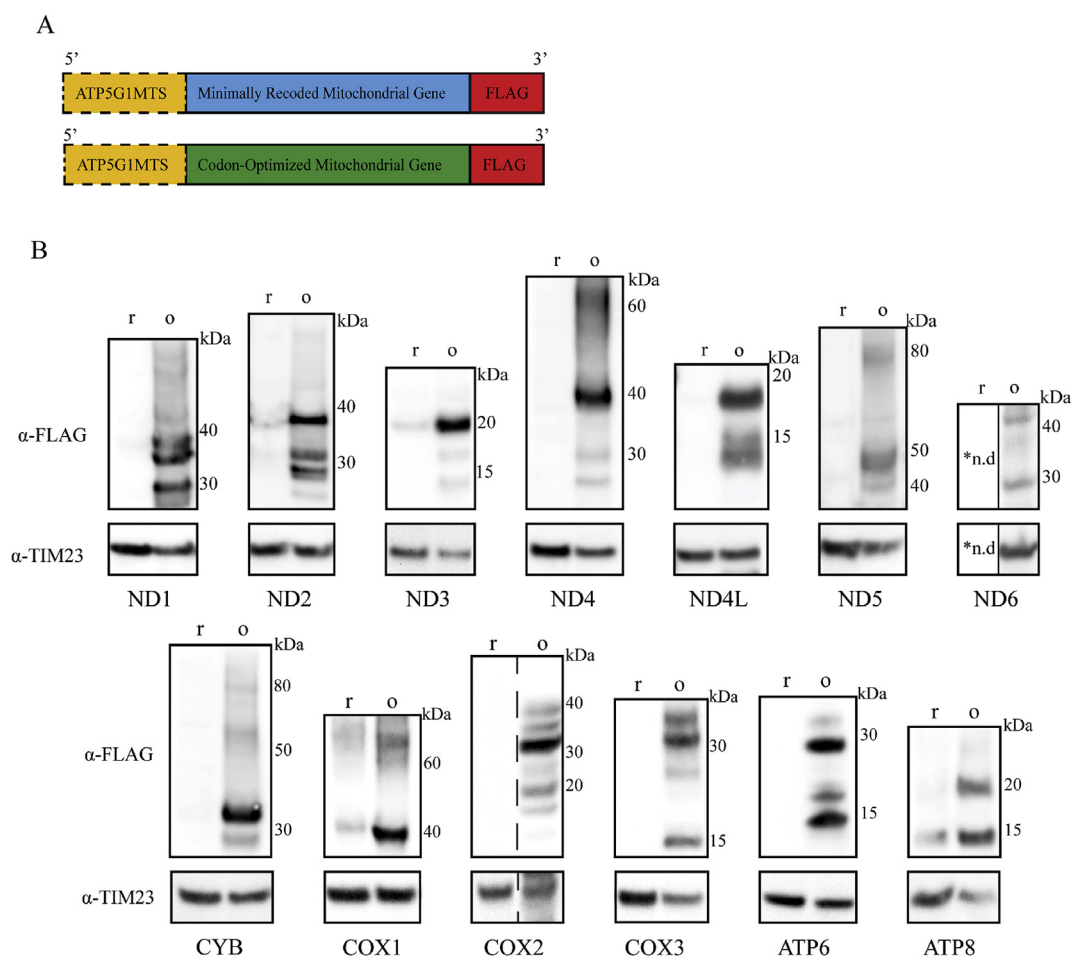 A
5’ 3’
ATP5G1MTS Minimally Recoded Mitochondrial Gene FLAG
5’ 3’
ATP5G1MTS Codon-Optimized Mitochondrial Gene FLAG
B
r o kDa 40 30
r o kDa 40 30
r o kDa 20 15
r o kDa 60 40 30
r o kDa 20 15
r o kDa 80 50 40
r o kDa 40 30
*n.d
α-FLAG
α-TIM23
*n.d
ND1 ND2 ND3 ND4 ND4L ND5 ND6
r o kDa 80 50 30
r o kDa 60 40
r o kDa 40 30 20
r o kDa 30 15
r o kDa 30 15
r o kDa 20 15
α-FLAG
α-TIM23
CYB COX1 COX2 COX3 ATP6 ATP8